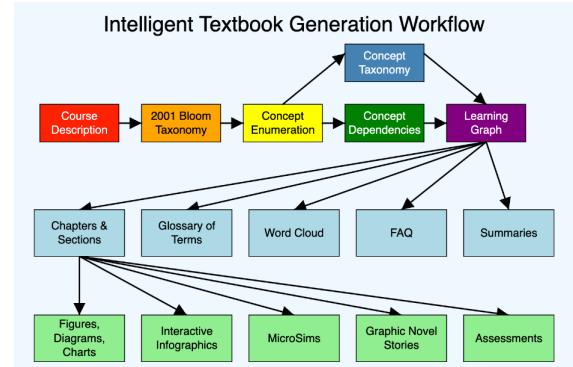 Intelligent Textbook Generation Workflow
Concept
Taxonomy
Course
Description
2001 Bloom
Taxonomy
Concept
Enumeration
Concept
Dependencies
Learning
Graph
Chapters &
Sections
Glossary of
Terms
Word Cloud
FAQ
Summaries
Figures,
Diagrams,
Charts
Interactive
Infographics
MicroSims
Graphic Novel
Stories
Assessments